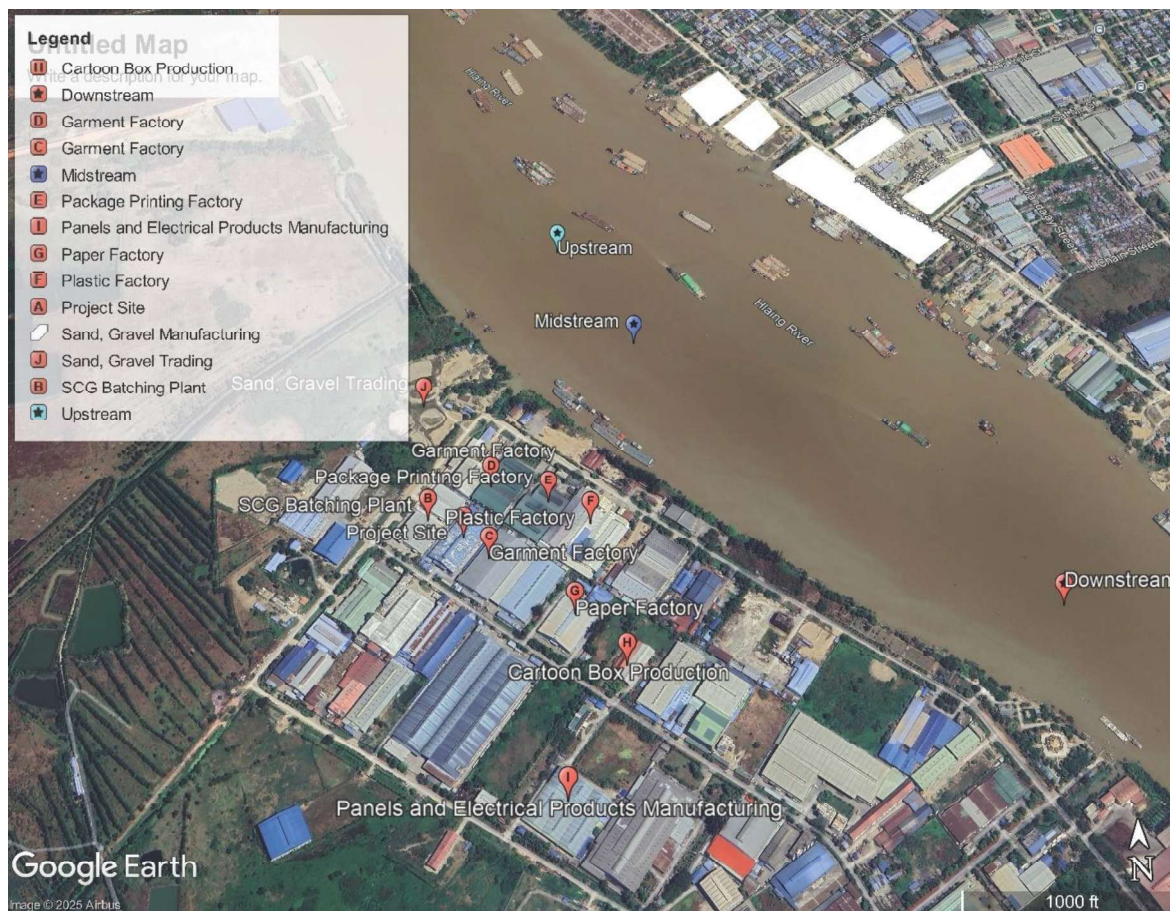 Legend
Untitled Map
H Cartoon Box Production
Write a description for your map.
Downstream
D Garment Factory
C Garment Factory
Midstream
E Package Printing Factory
I Panels and Electrical Products Manufacturing
G Paper Factory
F Plastic Factory
A Project Site
Sand, Gravel Manufacturing
J Sand, Gravel Trading
B SCG Batching Plant
Upstream
Hlaing River
Upstream
Midstream
Hlaing River
U Chain Street
Sand, Gravel Trading
J
Garment Factory
D
Package Printing Factory
E
SCG Batching Plant
B
Plastic Factory
F
Project Site
C
Garment Factory
Downstream
G
Paper Factory
H
Cartoon Box Production
I
Panels and Electrical Products Manufacturing
Google Earth
N
Image © 2025 Airbus
1000 ft